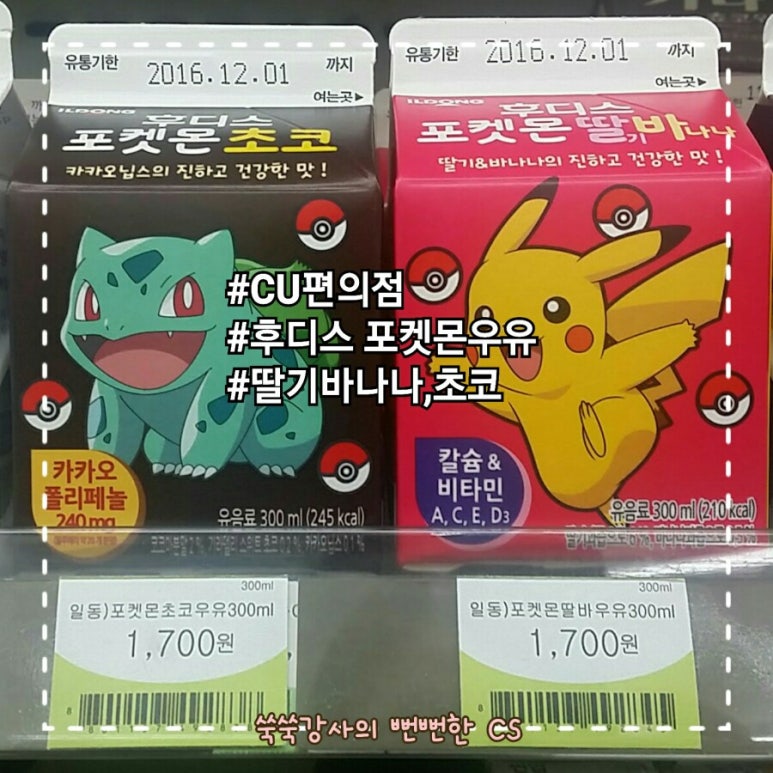 유통기한 2016.12.01 까지
여는곳▶
ILDONG
후디스
포켓몬초코
카카오닙스의 진하고 건강한 맛!
카카오
폴리페놀
240mg
유음료 300 ml (245 kcal)
유통기한 2016.12.01 까지
여는곳▶
ILDONG
후디스
포켓몬딸기바나나
딸기&바나나의 진하고 건강한 맛!
칼슘 &
비타민
A, C, E, D3
유음료 300 ml (210 kcal)
#CU편의점
#후디스 포켓몬우유
#딸기바나나,초코
300ml
일동)포켓몬초코우유300ml
1,700원
300ml
일동)포켓몬딸바우유300ml
1,700원
쑥쑥강사의 뻔뻔한 CS